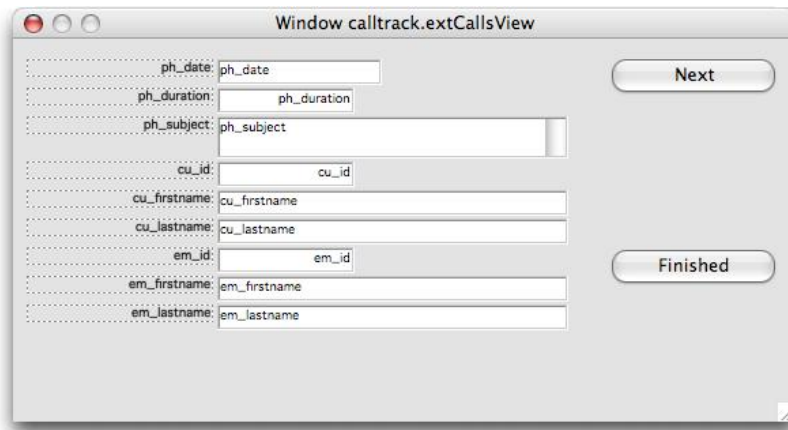 Window calltrack.extCallsView
ph_date: ph_date
Next
ph_duration: ph_duration
ph_subject: ph_subject
cu_id: cu_id
cu_firstname: cu_firstname
cu_lastname: cu_lastname
em_id: em_id
Finished
em_firstname: em_firstname
em_lastname: em_lastname